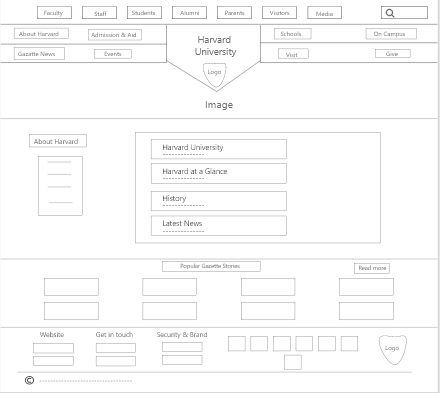 Faculty Staff Students Alumni Parents Visitors Media
About Harvard Admission & Aid Schools On Campus
Harvard
University
Gazatte News Events Visit Give
Logo
Image
About Harvard
Harvard University
Harvard at a Glance
History
Latest News
Popular Gazette Stories
Read more
Website Get in touch Security & Brand
Logo
©